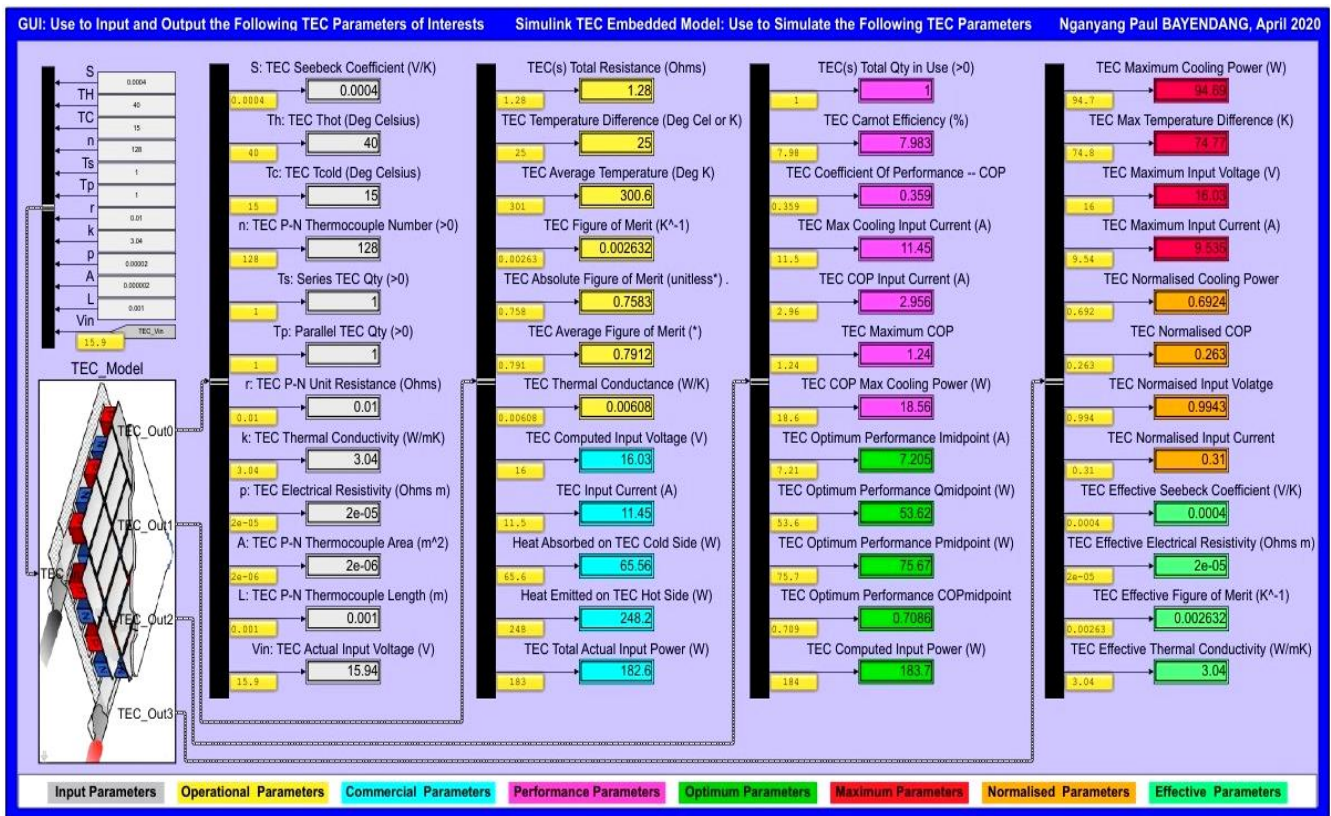 GUI: Use to Input and Output the Following TEC Parameters of Interests
Simulink TEC Embedded Model: Use to Simulate the Following TEC Parameters
Nganyang Paul BAYENDANG, April 2020
S
0.0004
TH
40
TC
15
n
128
Ts
1
Tp
1
r
0.01
k
3.04
p
0.00002
A
0.000002
L
0.001
Vin
TEC_Vin
15.9
TEC_Model
TEC
TEC_Out0
TEC_Out1
TEC_Out2
TEC_Out3
S: TEC Seebeck Coefficient (V/K)
0.0004
0.0004
Th: TEC Thot (Deg Celsius)
40
40
Tc: TEC Tcold (Deg Celsius)
15
15
n: TEC P-N Thermocouple Number (>0)
128
128
Ts: Series TEC Qty (>0)
1
1
Tp: Parallel TEC Qty (>0)
1
1
r: TEC P-N Unit Resistance (Ohms)
0.01
0.01
k: TEC Thermal Conductivity (W/mK)
3.04
3.04
p: TEC Electrical Resistivity (Ohms m)
2e-05
2e-05
A: TEC P-N Thermocouple Area (m^2)
2e-06
2e-06
L: TEC P-N Thermocouple Length (m)
0.001
0.001
Vin: TEC Actual Input Voltage (V)
15.94
15.9
TEC(s) Total Resistance (Ohms)
1.28
1.28
TEC Temperature Difference (Deg Cel or K)
25
25
TEC Average Temperature (Deg K)
300.6
301
TEC Figure of Merit (K^-1)
0.002632
0.00263
TEC Absolute Figure of Merit (unitless*) .
0.7583
0.758
TEC Average Figure of Merit (*)
0.7912
0.791
TEC Thermal Conductance (W/K)
0.00608
0.00608
TEC Computed Input Voltage (V)
16.03
16
TEC Input Current (A)
11.45
11.5
Heat Absorbed on TEC Cold Side (W)
65.56
65.6
Heat Emitted on TEC Hot Side (W)
248.2
248
TEC Total Actual Input Power (W)
182.6
183
TEC(s) Total Qty in Use (>0)
1
1
TEC Carnot Efficiency (%)
7.983
7.98
TEC Coefficient Of Performance -- COP
0.359
0.359
TEC Max Cooling Input Current (A)
11.45
11.5
TEC COP Input Current (A)
2.956
2.96
TEC Maximum COP
1.24
1.24
TEC COP Max Cooling Power (W)
18.56
18.6
TEC Optimum Performance Imidpoint (A)
7.205
7.21
TEC Optimum Performance Qmidpoint (W)
53.62
53.6
TEC Optimum Performance Pmidpoint (W)
75.67
75.7
TEC Optimum Performance COPmidpoint
0.7086
0.709
TEC Computed Input Power (W)
183.7
184
TEC Maximum Cooling Power (W)
94.69
94.7
TEC Max Temperature Difference (K)
74.77
74.8
TEC Maximum Input Voltage (V)
16.03
16
TEC Maximum Input Current (A)
9.535
9.54
TEC Normalised Cooling Power
0.6924
0.692
TEC Normalised COP
0.263
0.263
TEC Normaised Input Volatge
0.9943
0.994
TEC Normalised Input Current
0.31
0.31
TEC Effective Seebeck Coefficient (V/K)
0.0004
0.0004
TEC Effective Electrical Resistivity (Ohms m)
2e-05
2e-05
TEC Effective Figure of Merit (K^-1)
0.002632
0.00263
TEC Effective Thermal Conductivity (W/mK)
3.04
3.04
Input Parameters
Operational Parameters
Commercial Parameters
Performance Parameters
Optimum Parameters
Maximum Parameters
Normalised Parameters
Effective Parameters